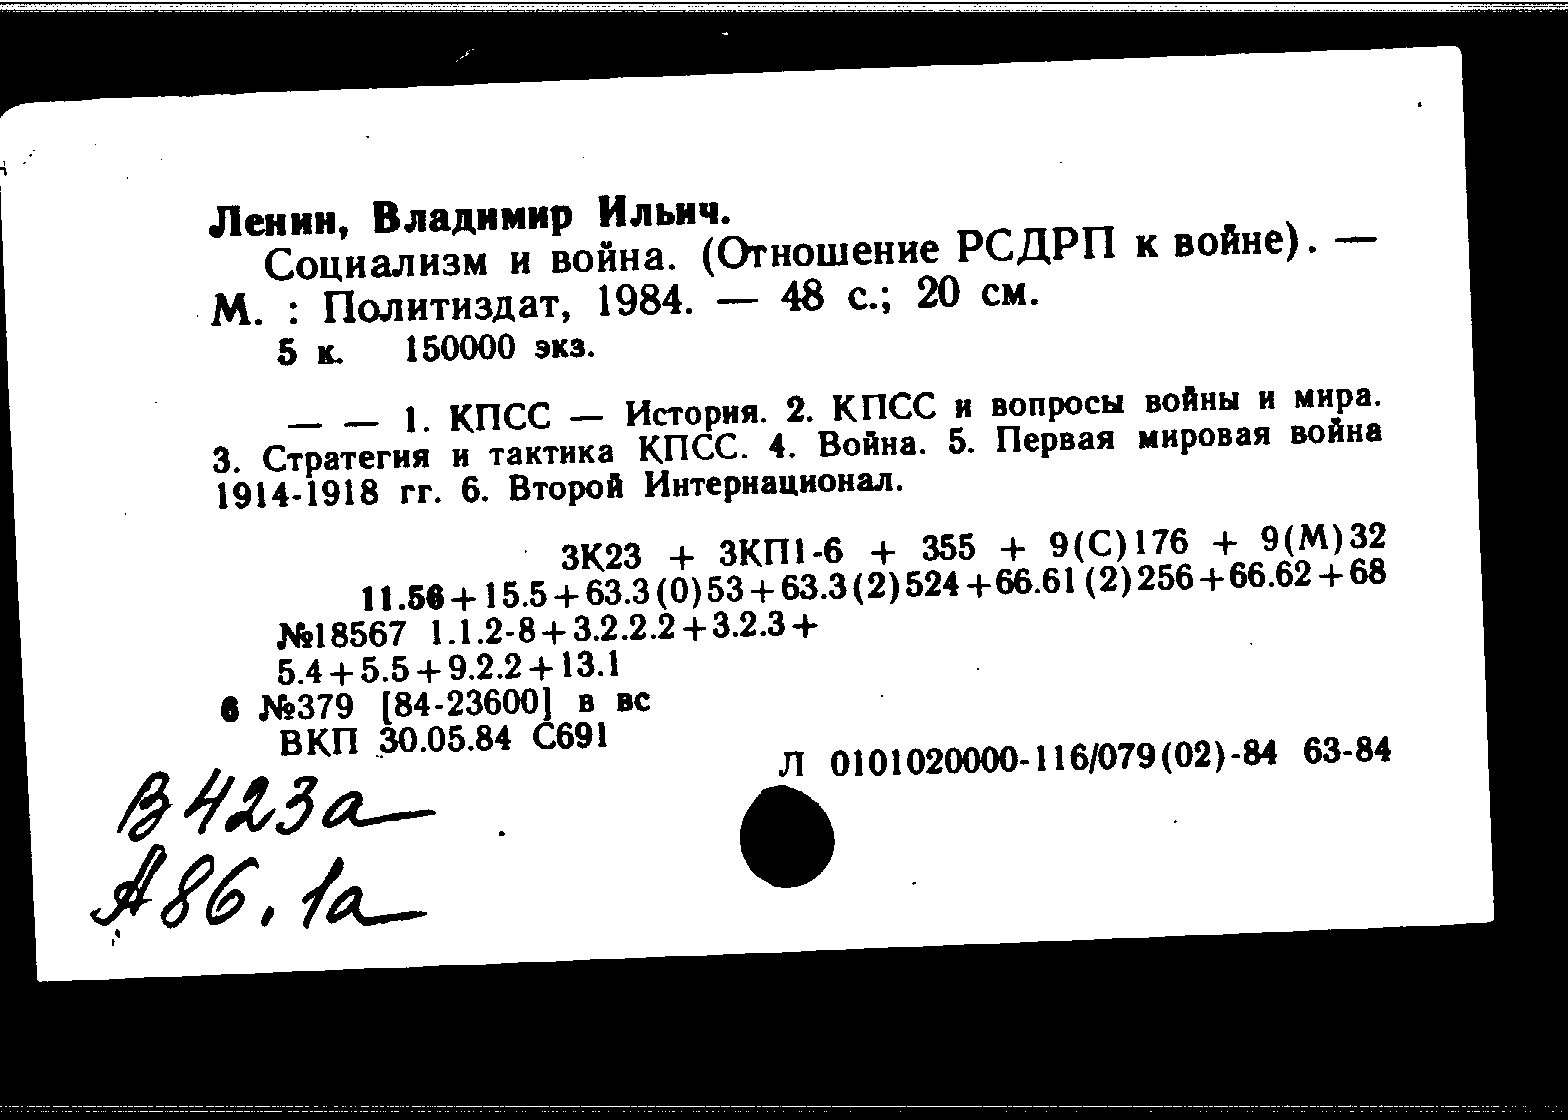 Ленин, Владимир Ильич.
Социализм и война. (Отношение РСДРП к войне). —
М. : Политиздат, 1984. — 48 с.; 20 см.
5 к. 150000 экз.
— — 1. КПСС — История. 2. КПСС и вопросы войны и мира.
3. Стратегия и тактика КПСС. 4. Война. 5. Первая мировая война
1914-1918 гг. 6. Второй Интернационал.
3К23 + 3КП1-6 + 355 + 9(С)176 + 9(М)32
11.56+15.5+63.3(0)53+63.3(2)524+66.61(2)256+66.62+68
№18567 1.1.2-8+3.2.2.2+3.2.3+
5.4+5.5+9.2.2+13.1
6 №379 [84-23600] в вс
ВКП 30.05.84 С691
Л 0101020000-116/079(02)-84 63-84
В423а
А86.1а